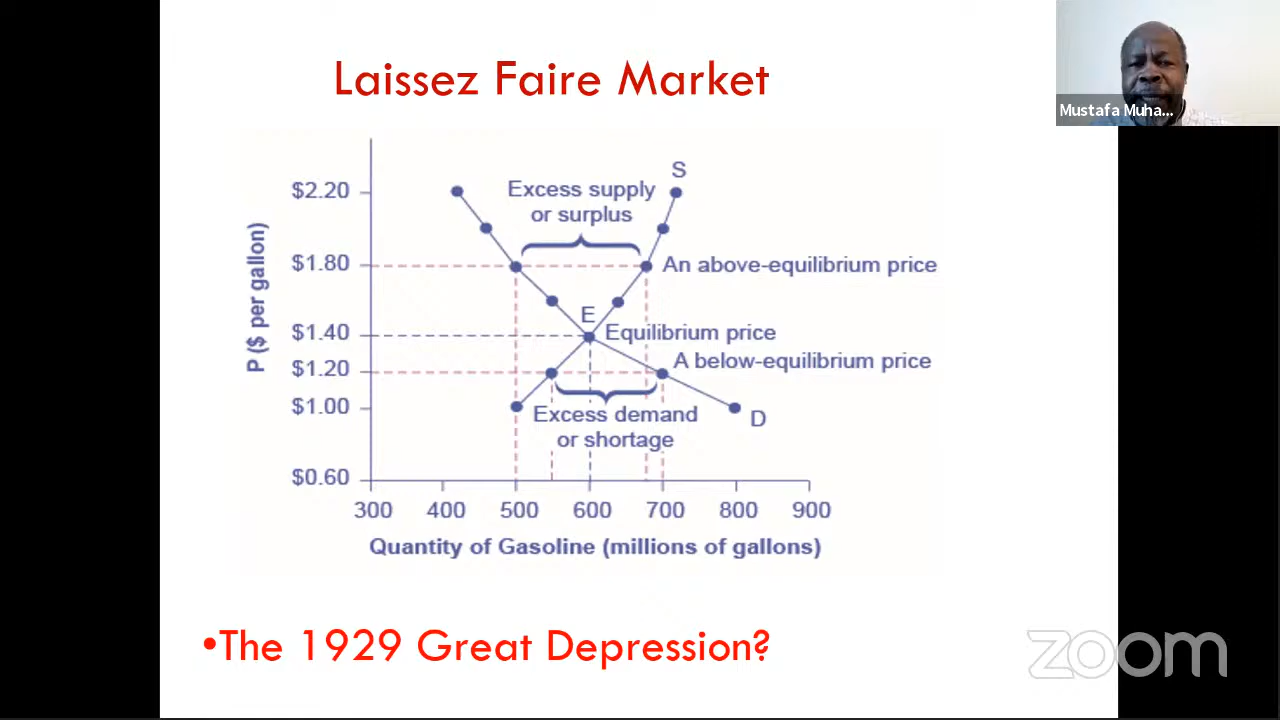 Laissez Faire Market
Mustafa Muha...
P ($ per gallon)
$2.20
$1.80
$1.40
$1.20
$1.00
$0.60
S
Excess supply
or surplus
An above-equilibrium price
E
Equilibrium price
A below-equilibrium price
Excess demand
or shortage
D
300 400 500 600 700 800 900
Quantity of Gasoline (millions of gallons)
•The 1929 Great Depression?
zoom